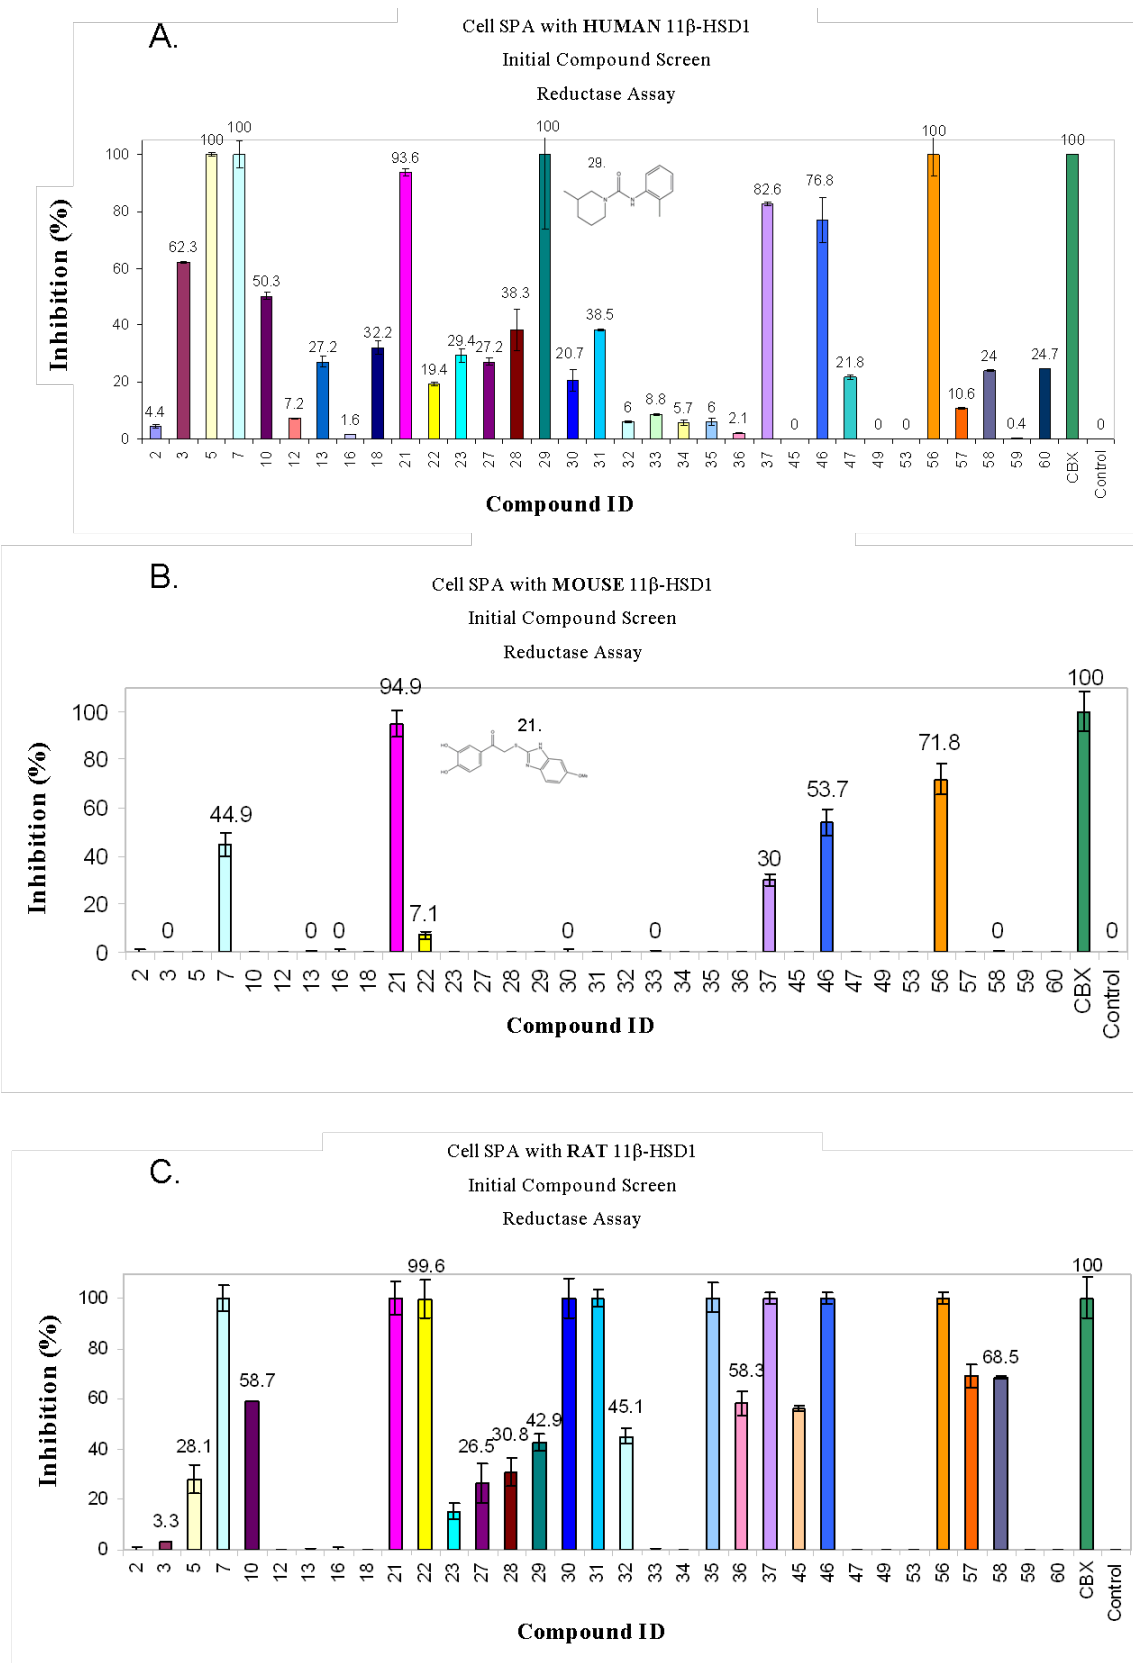 A.
Cell SPA with HUMAN 11β-HSD1
Initial Compound Screen
Reductase Assay
Inhibition (%)
100
80
60
40
20
0
4.4
62.3
100
100
50.3
7.2
27.2
1.6
32.2
93.6
19.4
29.4
27.2
38.3
100
20.7
38.5
6
8.8
5.7
6
2.1
82.6
0
76.8
21.8
0
0
100
10.6
24
0.4
24.7
100
0
29.
O
N
N
H
2 3 5 7 10 12 13 16 18 21 22 23 27 28 29 30 31 32 33 34 35 36 37 45 46 47 49 53 56 57 58 59 60 CBX Control
Compound ID
B.
Cell SPA with MOUSE 11β-HSD1
Initial Compound Screen
Reductase Assay
Inhibition (%)
100
80
60
40
20
0
0
44.9
0
0
94.9
7.1
0
0
30
53.7
71.8
0
100
0
21.
HO
HO
O
S
H
N
N
OMe
2 3 5 7 10 12 13 16 18 21 22 23 27 28 29 30 31 32 33 34 35 36 37 45 46 47 49 53 56 57 58 59 60 CBX Control
Compound ID
C.
Cell SPA with RAT 11β-HSD1
Initial Compound Screen
Reductase Assay
Inhibition (%)
100
80
60
40
20
0
3.3
28.1
58.7
99.6
26.5
30.8
42.9
45.1
58.3
68.5
100
2 3 5 7 10 12 13 16 18 21 22 23 27 28 29 30 31 32 33 34 35 36 37 45 46 47 49 53 56 57 58 59 60 CBX Control
Compound ID